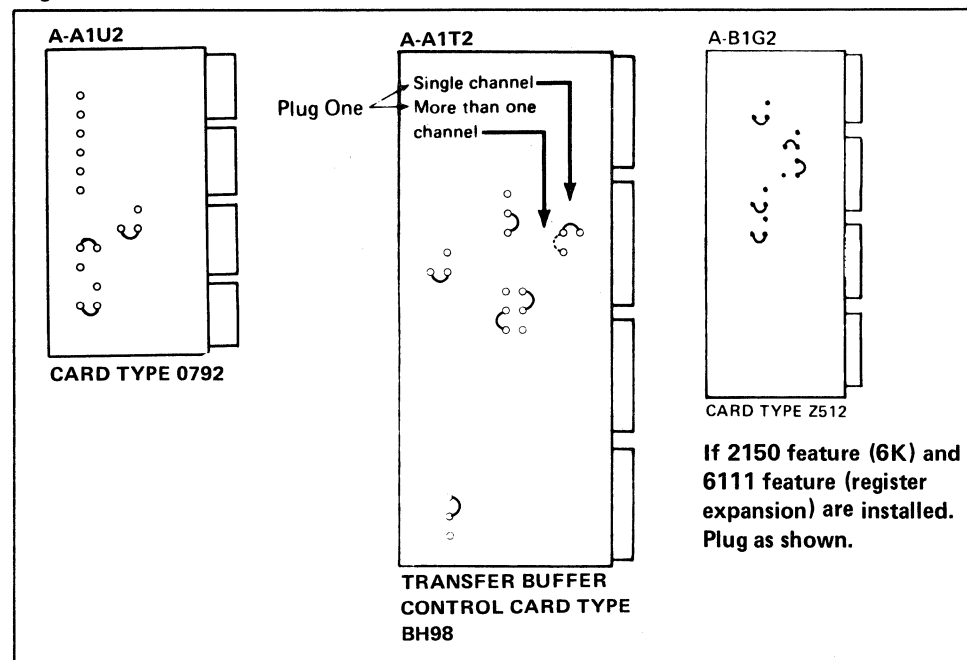 A-A1U2
CARD TYPE 0792
A-A1T2
Plug One
Single channel
More than one
channel
TRANSFER BUFFER
CONTROL CARD TYPE
BH98
A-B1G2
CARD TYPE Z512
If 2150 feature (6K) and
6111 feature (register
expansion) are installed.
Plug as shown.